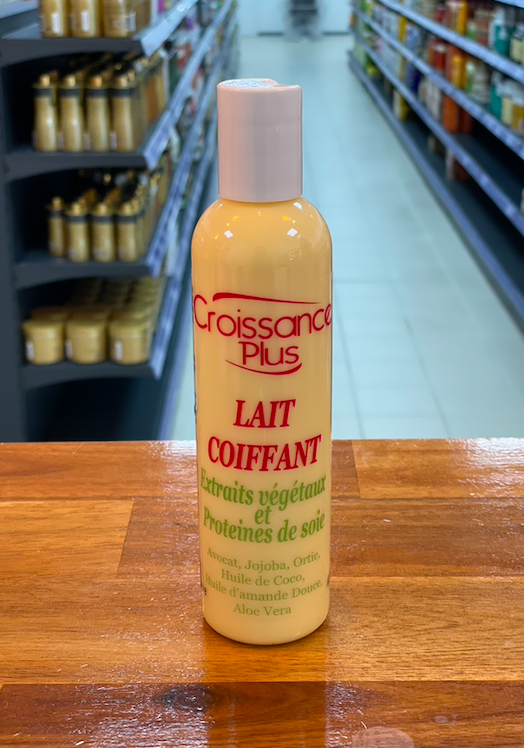 Croissance
Plus
LAIT
COIFFANT
Extraits végétaux
et
Proteines de soie
Avocat, Jojoba, Ortie,
Huile de Coco,
Huile d'amande Douce,
Aloe Vera